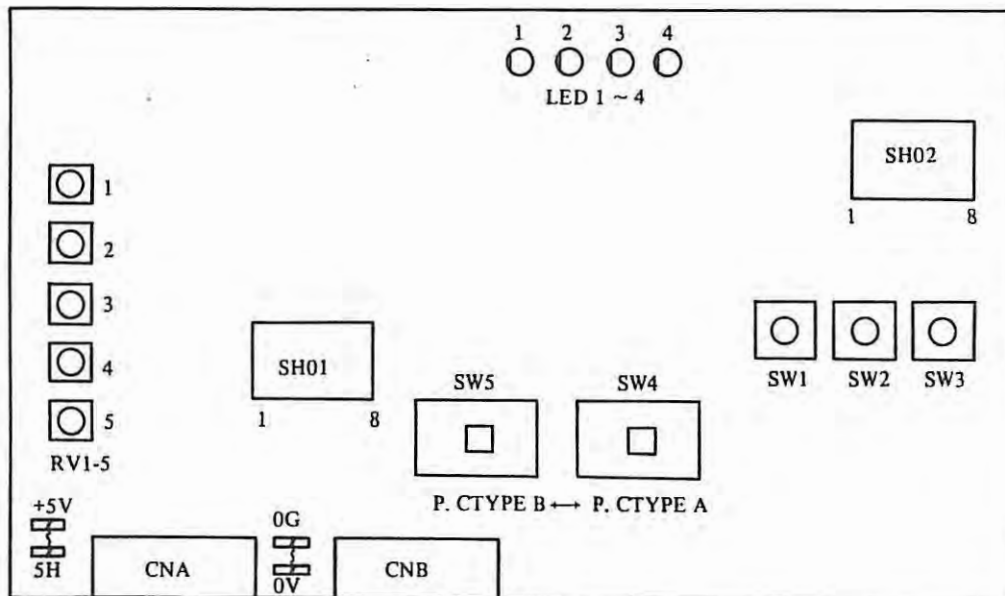 1 2 3 4
LED 1 ~ 4
SH02
1 8
1
2
3
4
5
RV1-5
SH01
1 8
SW1 SW2 SW3
SW5 SW4
P. CTYPE B ↔ P. CTYPE A
+5V
5H
CNA
0G
0V
CNB